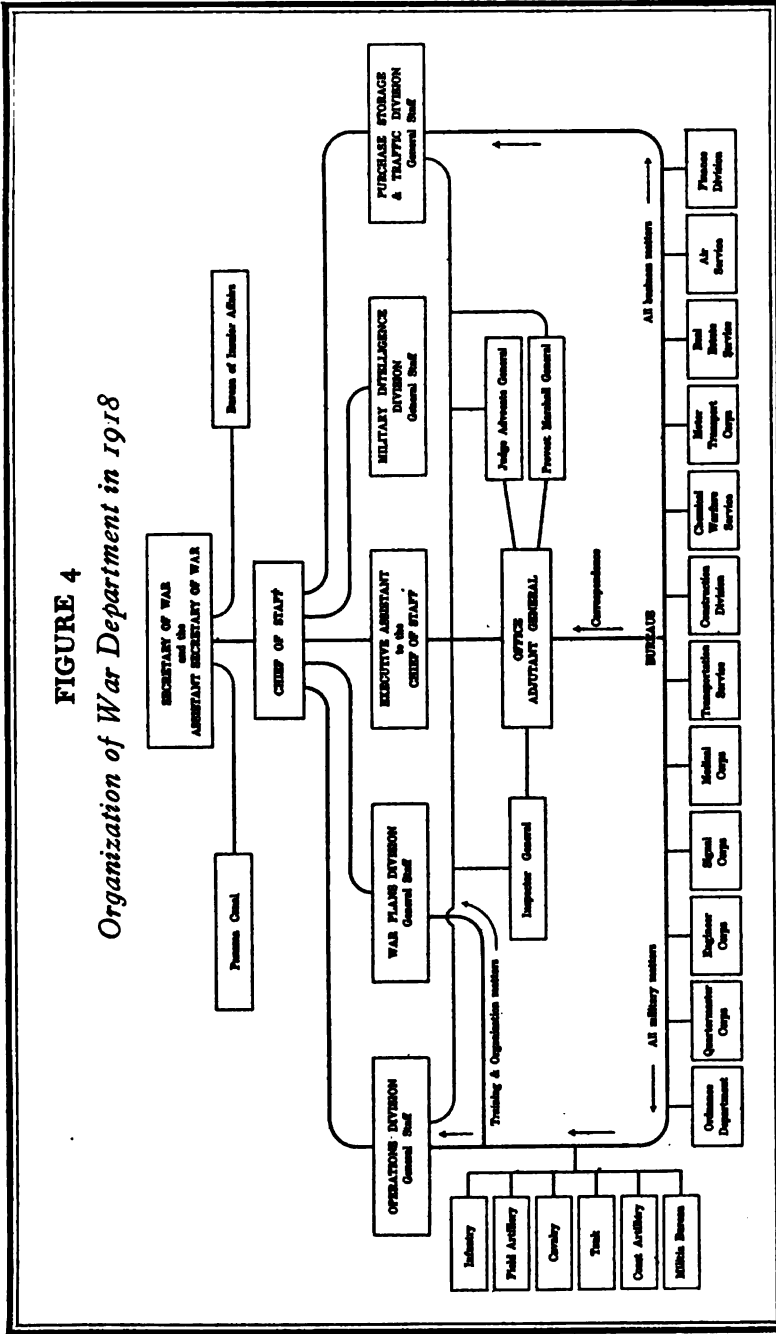 FIGURE 4
Organization of War Department in 1918
SECRETARY OF WAR
and the
ASSISTANT SECRETARY OF WAR
Panama Canal
Bureau of Insular Affairs
CHIEF OF STAFF
OPERATIONS DIVISION
General Staff
WAR PLANS DIVISION
General Staff
EXECUTIVE ASSISTANT
to the
CHIEF OF STAFF
MILITARY INTELLIGENCE
DIVISION
General Staff
PURCHASE STORAGE
& TRAFFIC DIVISION
General Staff
Training & Organization matters
Inspector General
OFFICE
ADJUTANT GENERAL
Judge Advocate General
Provost Marshall General
Infantry
Field Artillery
Cavalry
Tank
Coast Artillery
Militia Bureau
Correspondence
All military matters
BUREAUS
All business matters
Ordnance
Department
Quartermaster
Corps
Engineer
Corps
Signal
Corps
Medical
Corps
Transportation
Service
Construction
Division
Chemical
Warfare
Service
Motor
Transport
Corps
Real
Estate
Service
Air
Service
Finance
Division